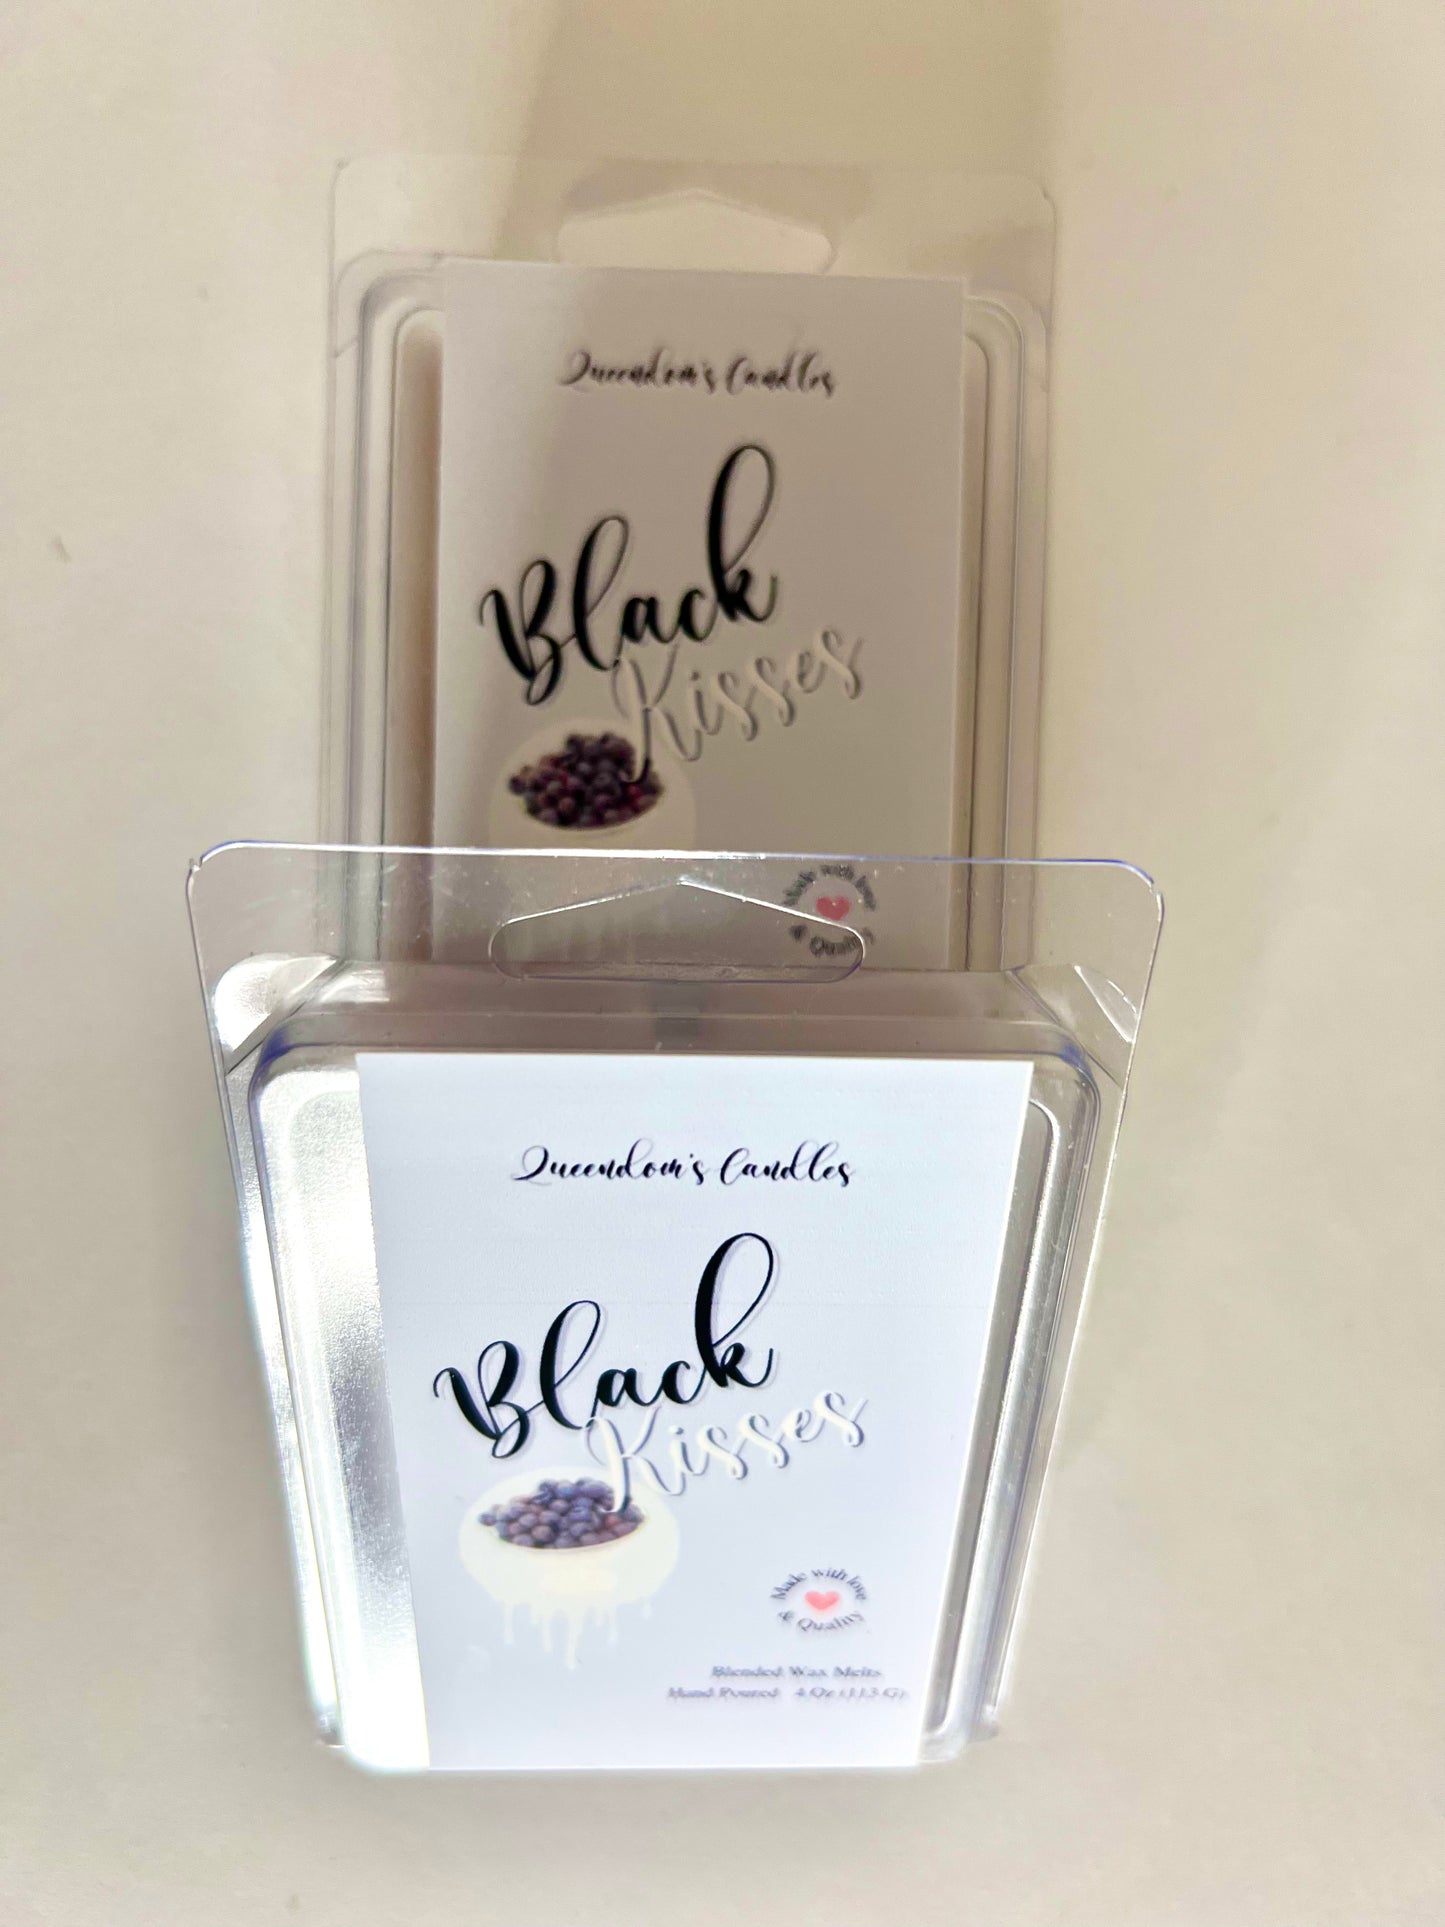 Queendom's Candles
Black
Kisses
Made with love
& Quality
Queendom's Candles
Black
Kisses
Made with love
& Quality
Blended Wax Melts
Hand Poured 4 Oz (113 G)